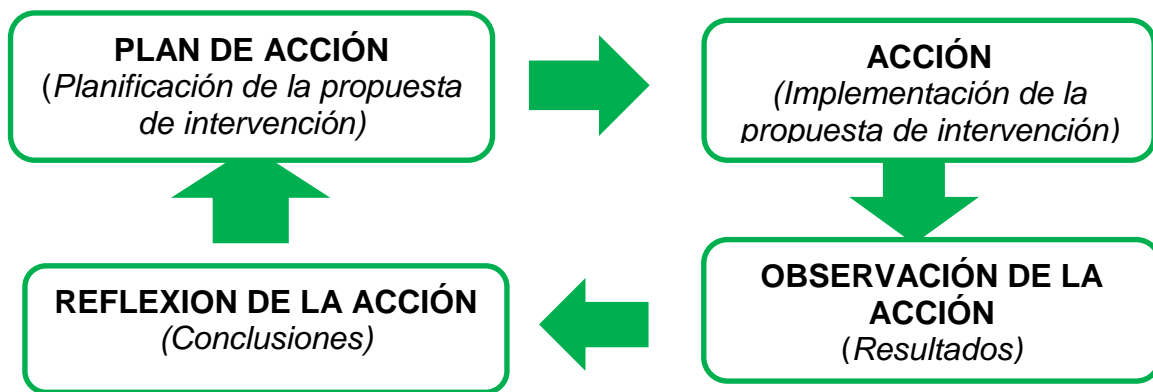 PLAN DE ACCIÓN
(Planificación de la propuesta
de intervención)
ACCIÓN
(Implementación de la
propuesta de intervención)
OBSERVACIÓN DE LA
ACCIÓN
(Resultados)
REFLEXION DE LA ACCIÓN
(Conclusiones)